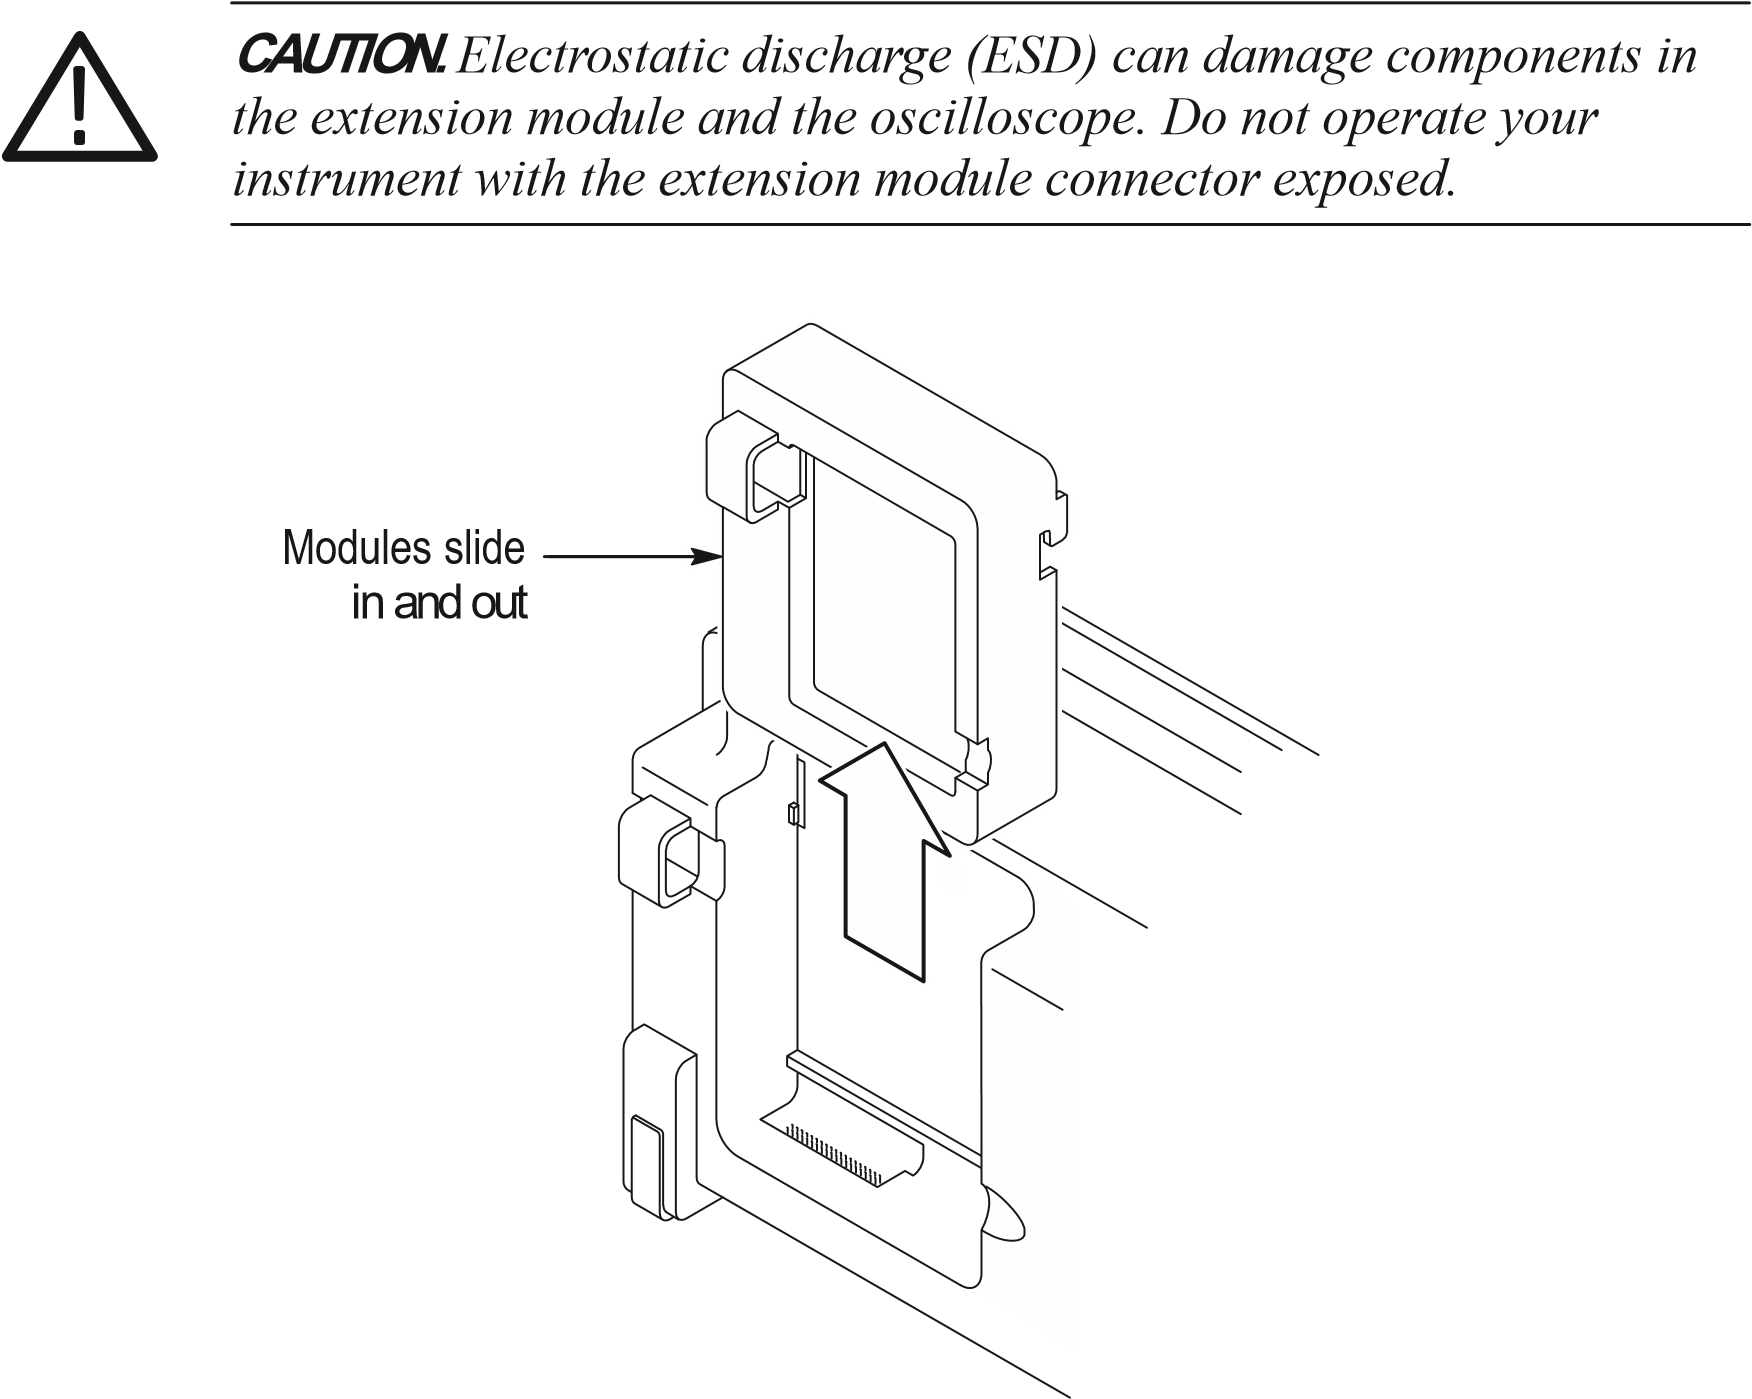 CAUTION. Electrostatic discharge (ESD) can damage components in
the extension module and the oscilloscope. Do not operate your
instrument with the extension module connector exposed.
Modules slide
in and out